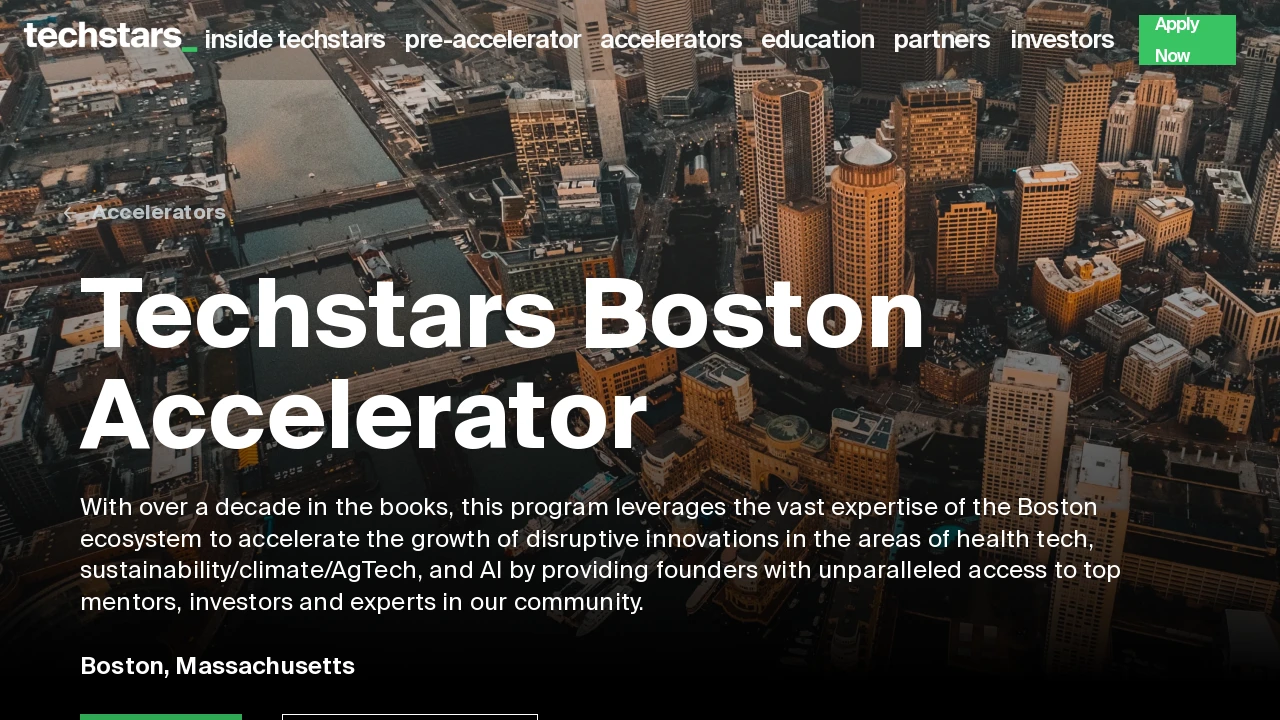 techstars_
inside techstars
pre-accelerator
accelerators
education
partners
investors
Apply
Now
← Accelerators
Techstars Boston
Accelerator
With over a decade in the books, this program leverages the vast expertise of the Boston
ecosystem to accelerate the growth of disruptive innovations in the areas of health tech,
sustainability/climate/AgTech, and AI by providing founders with unparalleled access to top
mentors, investors and experts in our community.
Boston, Massachusetts